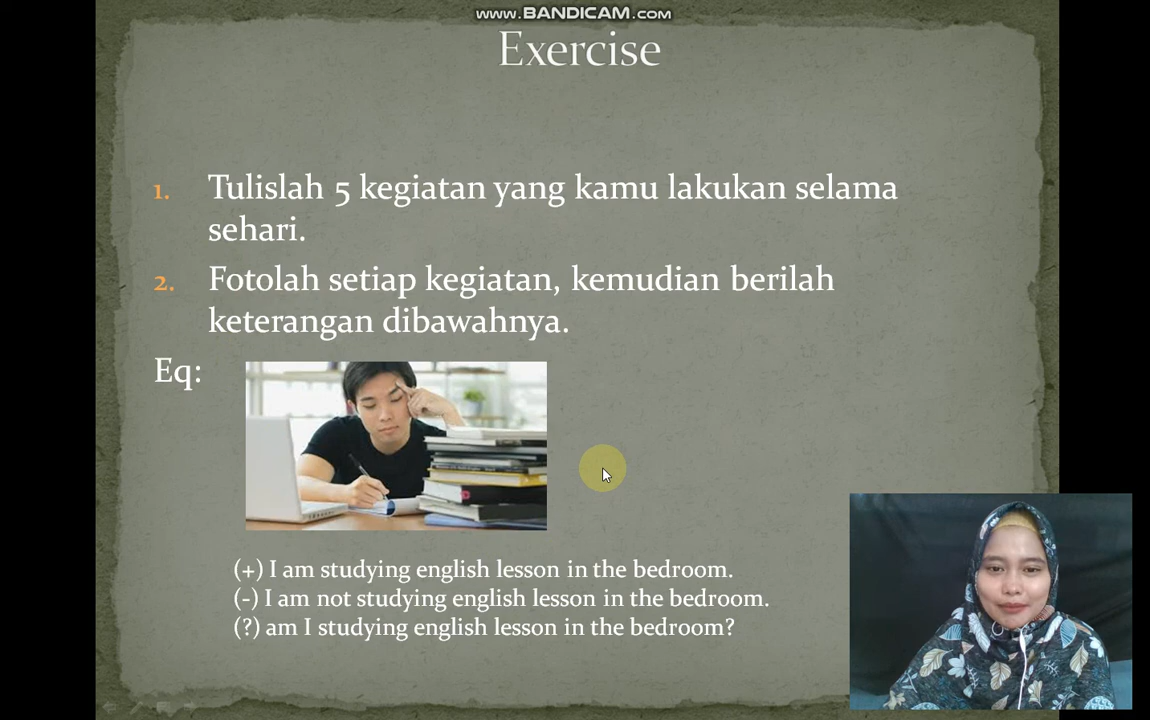 WWW.BANDICAM.COM
Exercise
1. Tulislah 5 kegiatan yang kamu lakukan selama
sehari.
2. Fotolah setiap kegiatan, kemudian berilah
keterangan dibawahnya.
Eq:
(+) I am studying english lesson in the bedroom.
(-) I am not studying english lesson in the bedroom.
(?) am I studying english lesson in the bedroom?